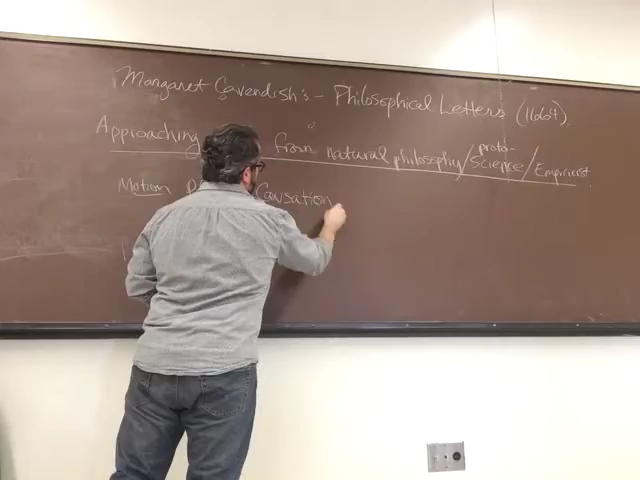 Margaret Cavendish's - Philosophical Letters (1664).
Approaching from natural philosophy/proto-Science/Empiricist
Motion Causation